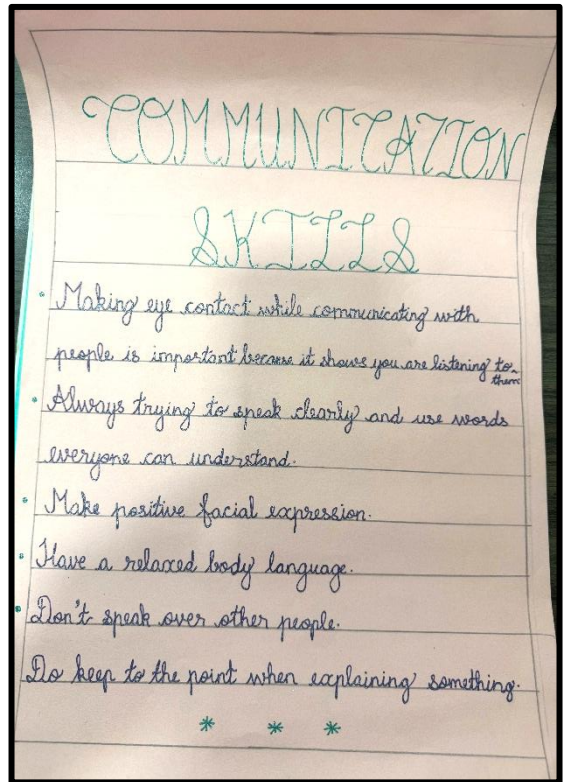 COMMUNICATION
SKILLS
• Making eye contact while communicating with
people is important because it shows you are listening to
them
• Always trying to speak clearly and use words
everyone can understand.
• Make positive facial expression.
• Have a relaxed body language.
• Don't speak over other people.
Do keep to the point when explaining something.
* * *